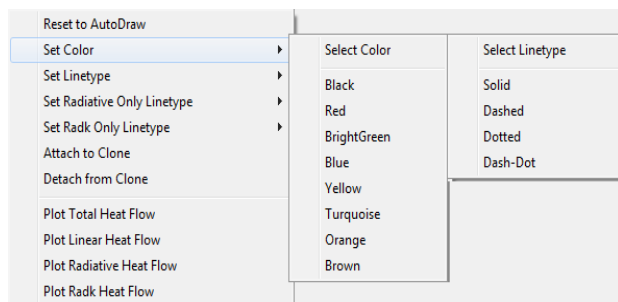 Reset to AutoDraw
Set Color
Set Linetype
Set Radiative Only Linetype
Set Radk Only Linetype
Attach to Clone
Detach from Clone
Plot Total Heat Flow
Plot Linear Heat Flow
Plot Radiative Heat Flow
Plot Radk Heat Flow
Select Color
Black
Red
BrightGreen
Blue
Yellow
Turquoise
Orange
Brown
Select Linetype
Solid
Dashed
Dotted
Dash-Dot